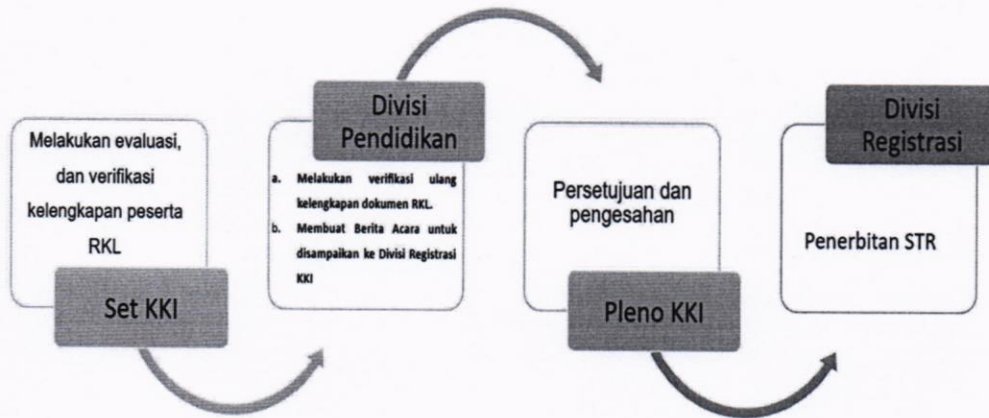 Melakukan evaluasi,
dan verifikasi
kelengkapan peserta
RKL
Set KKI
Divisi
Pendidikan
a. Melakukan verifikasi ulang
kelengkapan dokumen RKL.
b. Membuat Berita Acara untuk
disampaikan ke Divisi Registrasi
KKI
Persetujuan dan
pengesahan
Pleno KKI
Divisi
Registrasi
Penerbitan STR